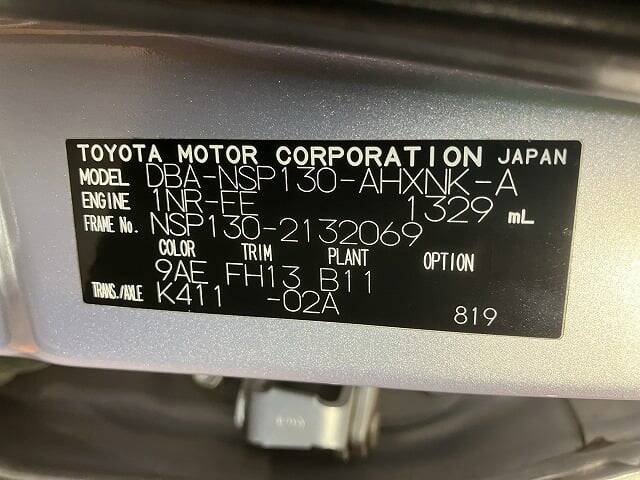 TOYOTA MOTOR CORPORATION JAPAN
MODEL DBA-NSP130-AHXNK-A
ENGINE 1NR-FE 1329 mL
FRAME No. NSP130-2132069
COLOR TRIM PLANT OPTION
9AE FH13 B11
TRANS./AXLE K411 -02A
819